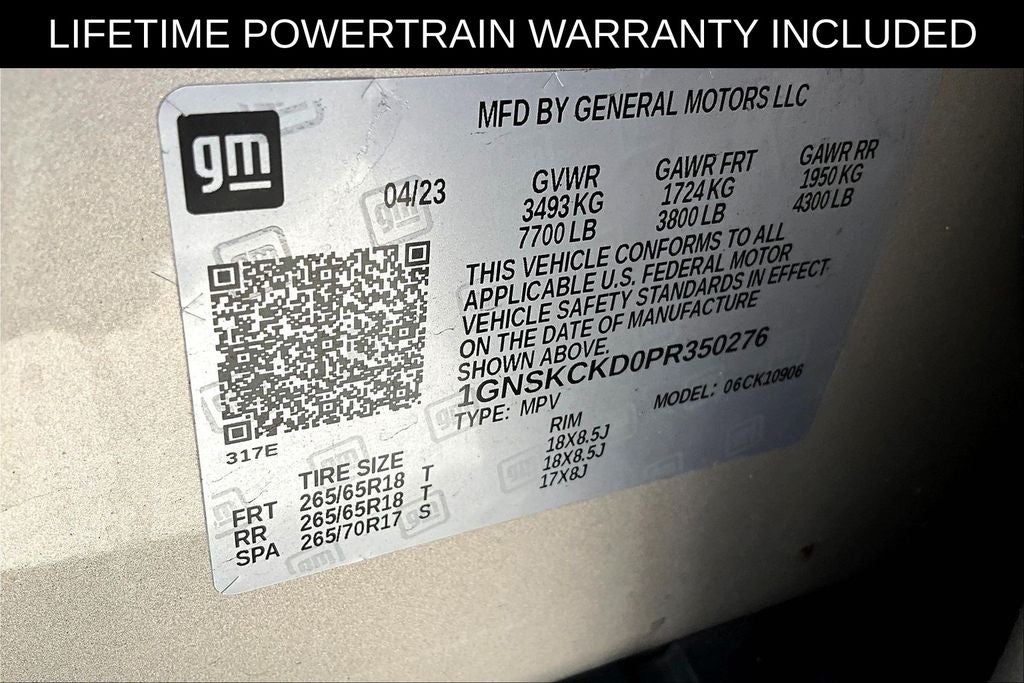 LIFETIME POWERTRAIN WARRANTY INCLUDED
gm
MFD BY GENERAL MOTORS LLC
04/23
GVWR GAWR FRT GAWR RR
3493 KG 1724 KG 1950 KG
7700 LB 3800 LB 4300 LB
THIS VEHICLE CONFORMS TO ALL
APPLICABLE U.S. FEDERAL MOTOR
VEHICLE SAFETY STANDARDS IN EFFECT
ON THE DATE OF MANUFACTURE
SHOWN ABOVE.
1GNSKCKD0PR350276
TYPE: MPV MODEL: 06CK10906
317E
TIRE SIZE RIM
FRT 265/65R18 T 18X8.5J
RR 265/65R18 T 18X8.5J
SPA 265/70R17 S 17X8J